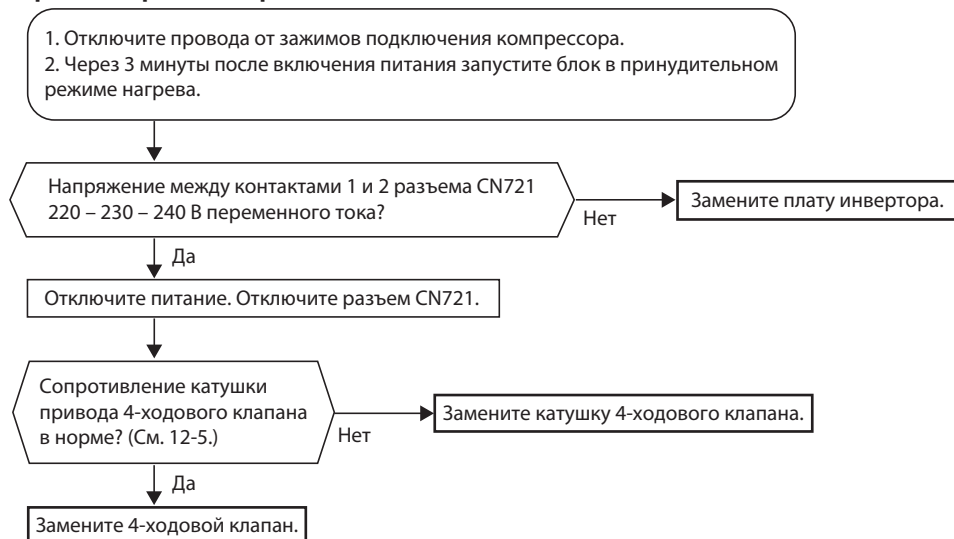 1. Отключите провода от зажимов подключения компрессора.
2. Через 3 минуты после включения питания запустите блок в принудительном
режиме нагрева.
Напряжение между контактами 1 и 2 разъема CN721
220 – 230 – 240 В переменного тока?
Нет
Замените плату инвертора.
Да
Отключите питание. Отключите разъем CN721.
Сопротивление катушки
привода 4-ходового клапана
в норме? (См. 12-5.)
Нет
Замените катушку 4-ходового клапана.
Да
Замените 4-ходовой клапан.